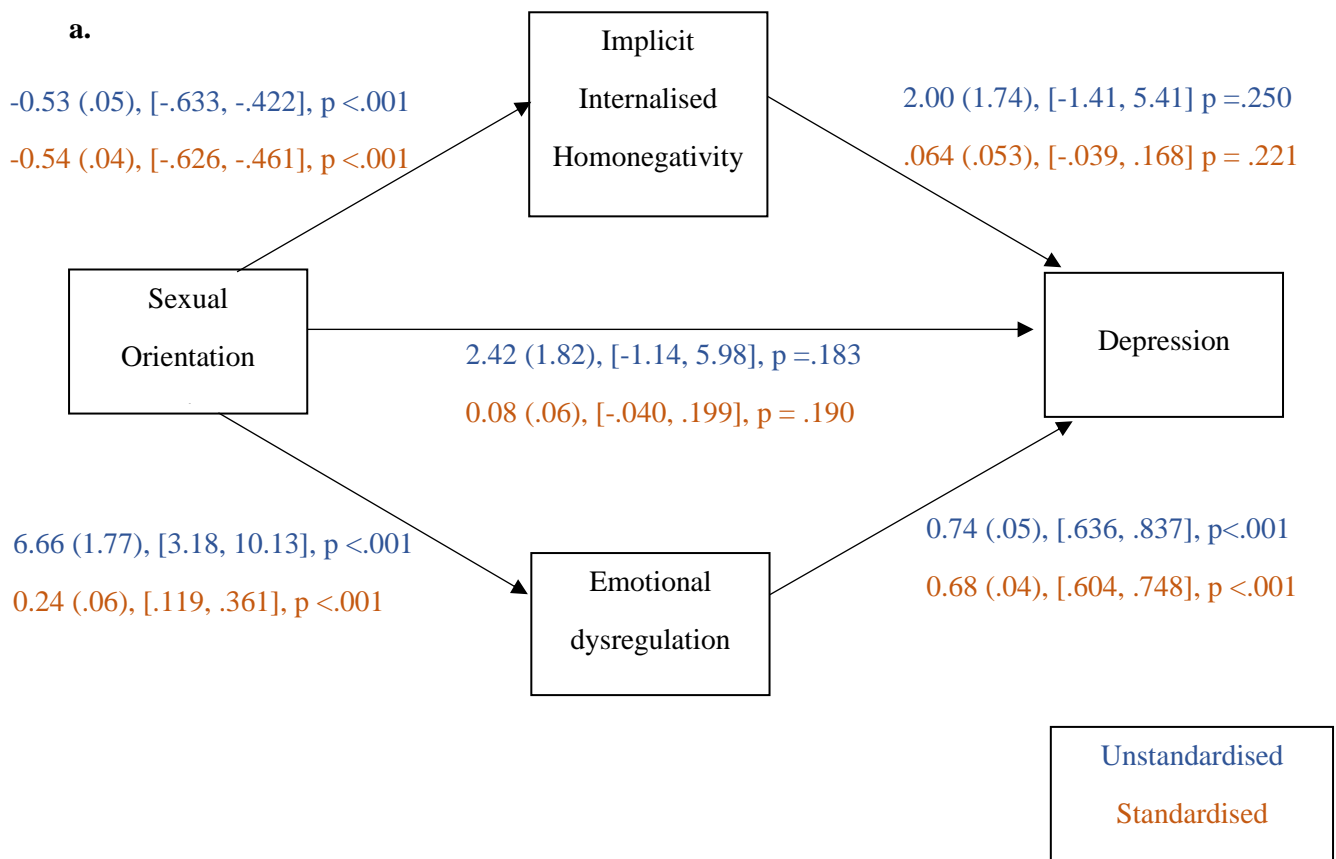 a.
Implicit
Internalised
Homonegativity
-0.53 (.05), [-.633, -.422], p <.001
-0.54 (.04), [-.626, -.461], p <.001
2.00 (1.74), [-1.41, 5.41] p =.250
.064 (.053), [-.039, .168] p = .221
Sexual
Orientation
2.42 (1.82), [-1.14, 5.98], p =.183
0.08 (.06), [-.040, .199], p = .190
Depression
6.66 (1.77), [3.18, 10.13], p <.001
0.24 (.06), [.119, .361], p <.001
Emotional
dysregulation
0.74 (.05), [.636, .837], p<.001
0.68 (.04), [.604, .748], p <.001
Unstandardised
Standardised